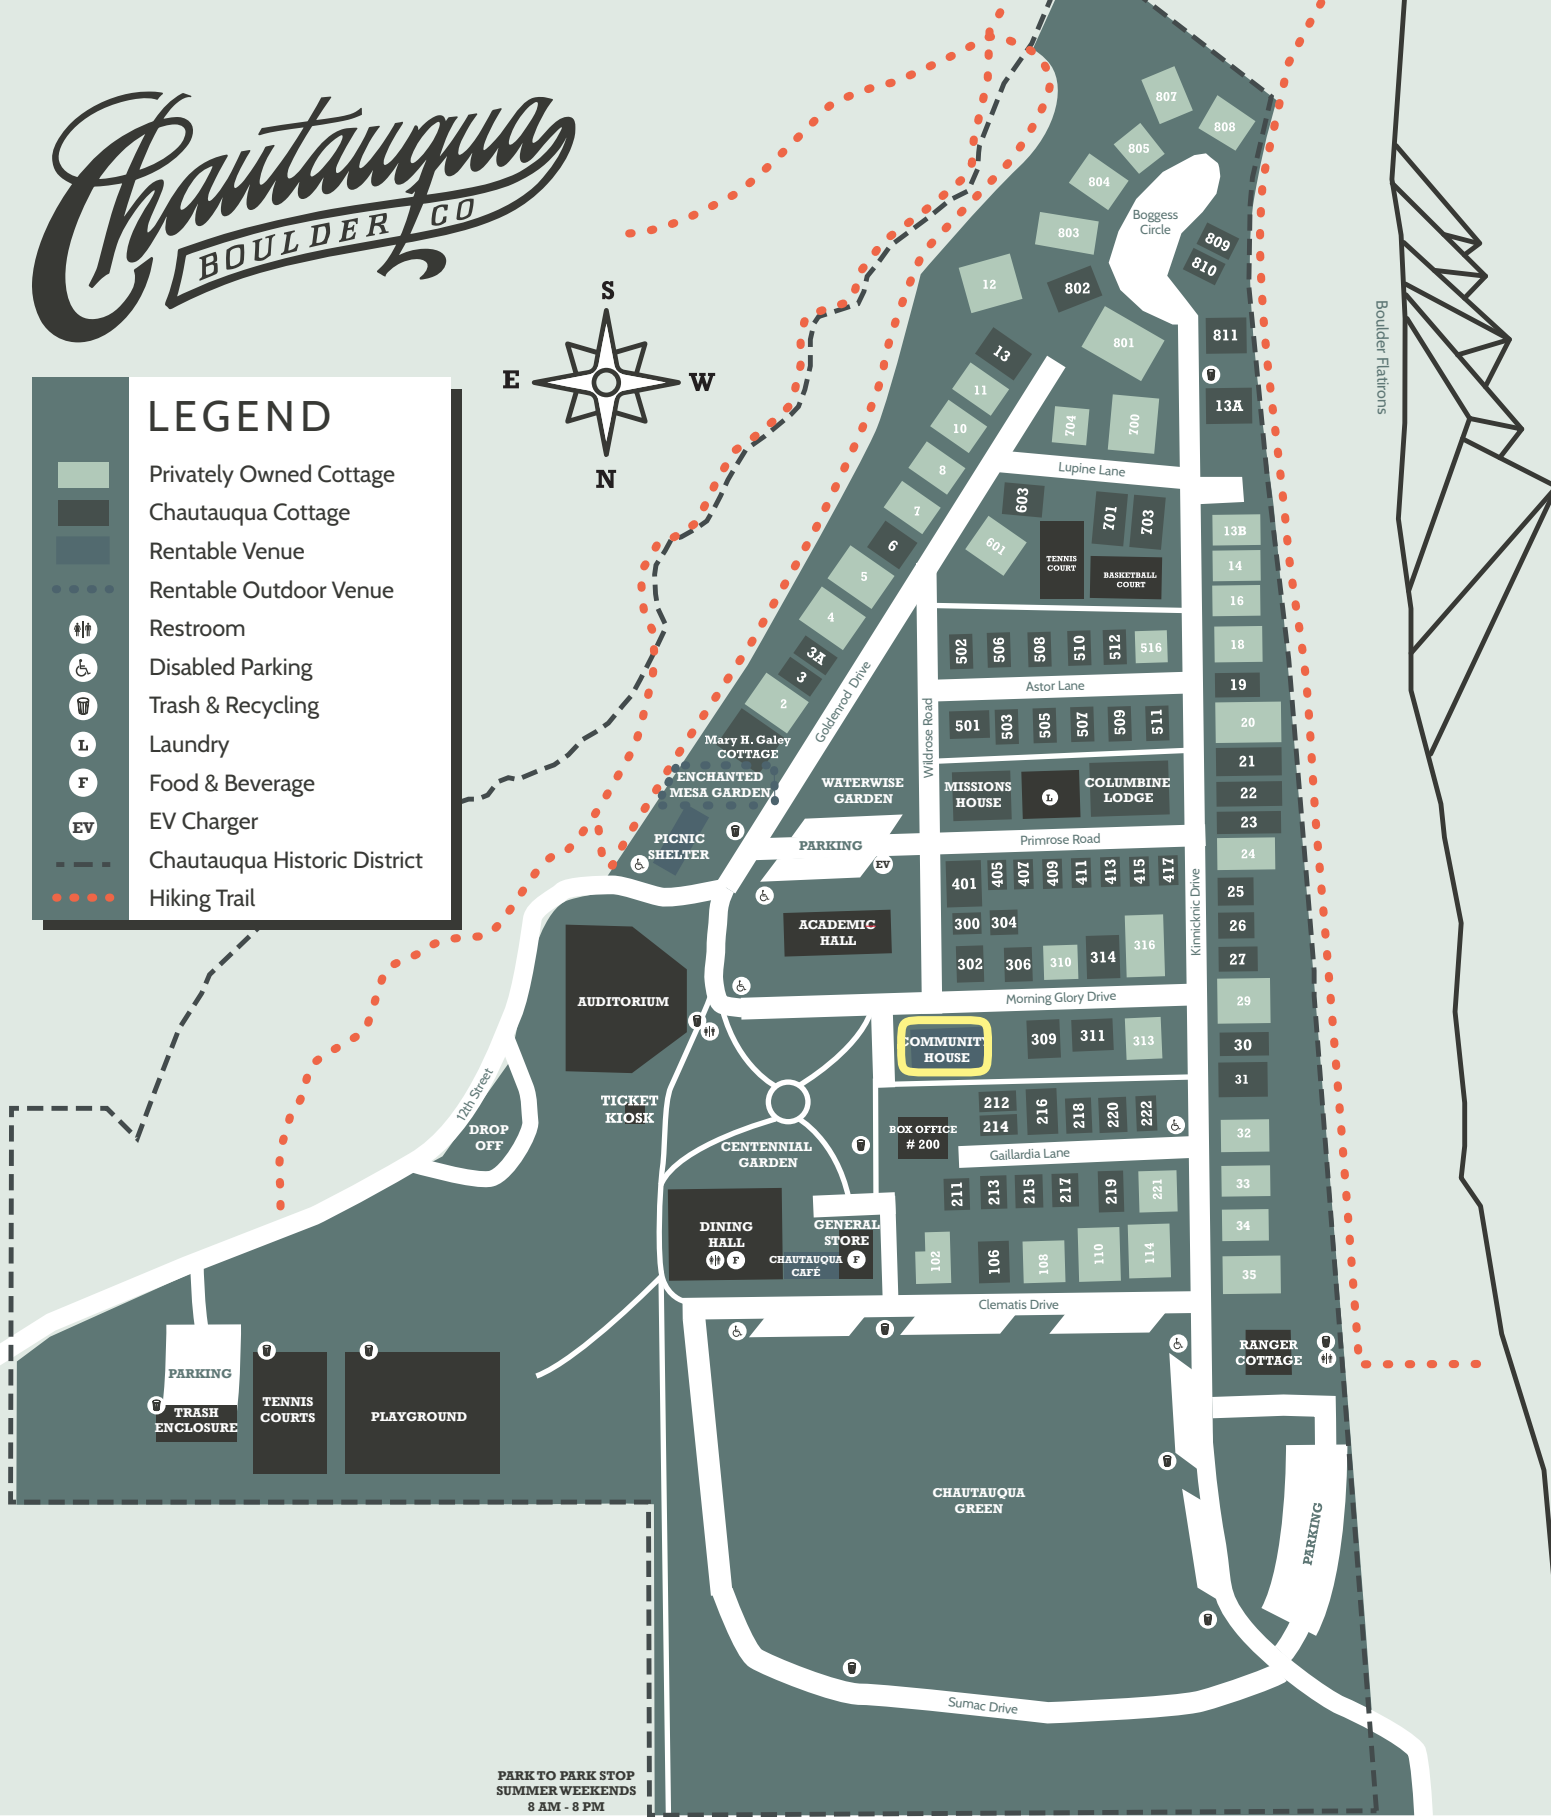 Chautauqua
BOULDER CO
S
E
W
N
LEGEND
Privately Owned Cottage
Chautauqua Cottage
Rentable Venue
Rentable Outdoor Venue
Restroom
Disabled Parking
Trash & Recycling
L
Laundry
F
Food & Beverage
EV
EV Charger
Chautauqua Historic District
Hiking Trail
807
808
805
804
Boggess
Circle
803
809
810
12
802
Boulder Flatirons
811
801
13
13A
11
704
700
10
Lupine Lane
8
603
701
703
7
13B
601
6
TENNIS
COURT
BASKETBALL
COURT
14
5
16
4
18
502
506
508
510
512
516
3A
3
Astor Lane
19
2
Goldenrod Drive
Wildrose Road
501
503
505
507
509
511
20
Mary H. Galey
COTTAGE
21
ENCHANTED
MESA GARDEN
WATERWISE
GARDEN
MISSIONS
HOUSE
L
COLUMBINE
LODGE
22
23
PICNIC
SHELTER
PARKING
Primrose Road
24
EV
401
405
407
409
411
413
415
417
25
Kinnicknic Drive
300
304
ACADEMIC
HALL
26
316
302
306
310
314
27
AUDITORIUM
Morning Glory Drive
29
COMMUNITY
HOUSE
309
311
313
30
31
12th Street
TICKET
KIOSK
212
214
216
218
220
222
BOX OFFICE
# 200
32
DROP
OFF
CENTENNIAL
GARDEN
Gaillardia Lane
211
213
215
217
219
221
33
DINING
HALL
F
GENERAL
STORE
F
CHAUTAUQUA
CAFÉ
34
102
106
108
110
114
35
Clematis Drive
RANGER
COTTAGE
PARKING
TRASH
ENCLOSURE
TENNIS
COURTS
PLAYGROUND
CHAUTAUQUA
GREEN
PARKING
Sumac Drive
PARK TO PARK STOP
SUMMER WEEKENDS
8 AM - 8 PM